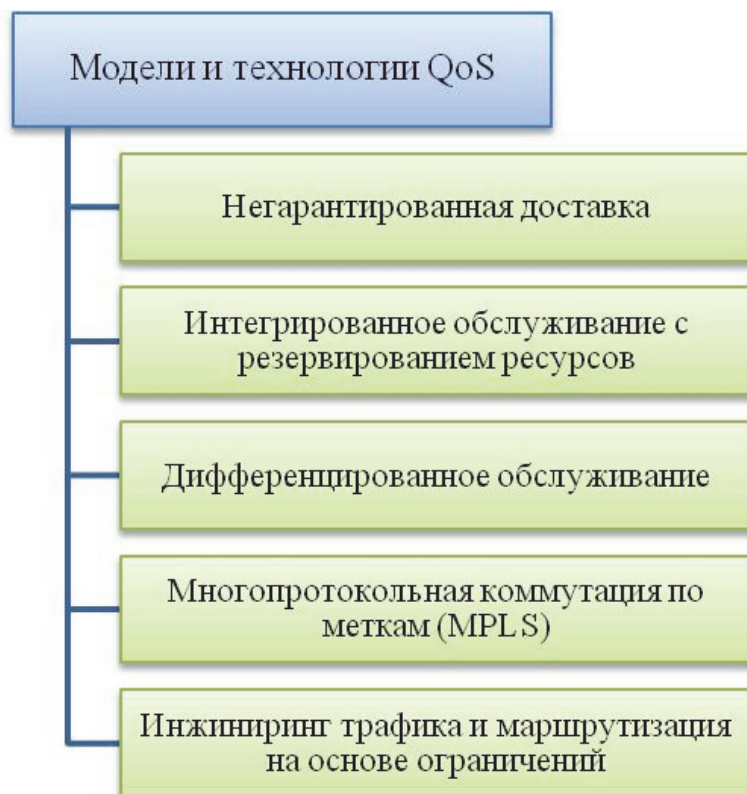 Модели и технологии QoS
Негарантированная доставка
Интегрированное обслуживание с
резервированием ресурсов
Дифференцированное обслуживание
Многопротокольная коммутация по
меткам (MPLS)
Инжиниринг трафика и маршрутизация
на основе ограничений